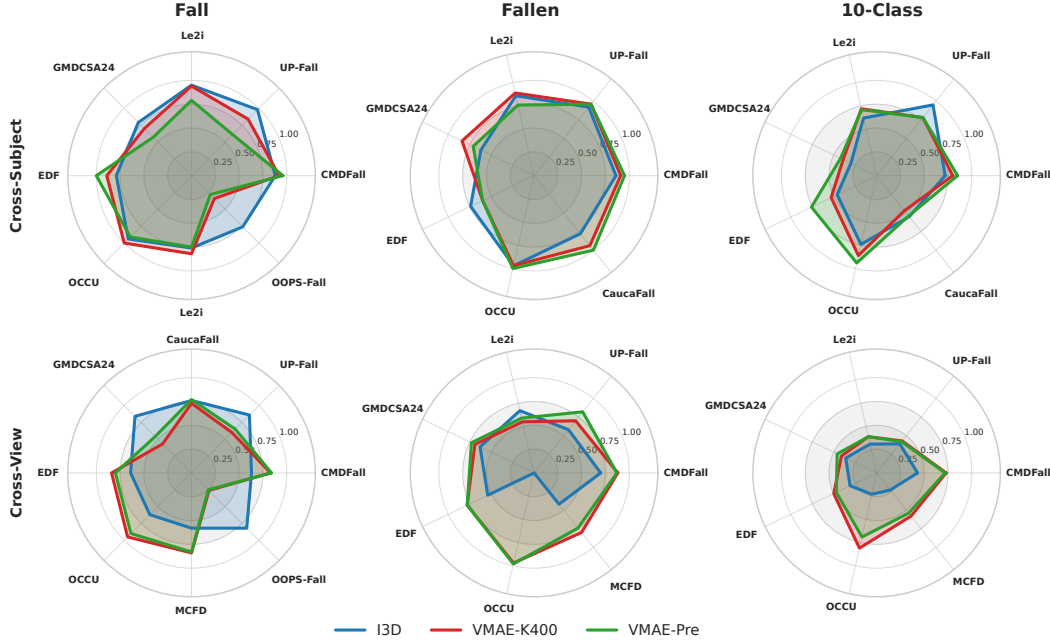 Fall
Fallen
10-Class
Cross-Subject
Le2i
UP-Fall
GMDCSA24
1.00
0.75
0.50
0.25
EDF
CMDFall
OCCU
OOPS-Fall
Le2i
Le2i
UP-Fall
GMDCSA24
1.00
0.75
0.50
0.25
CMDFall
EDF
CaucaFall
OCCU
Le2i
UP-Fall
GMDCSA24
1.00
0.75
0.50
0.25
CMDFall
EDF
CaucaFall
OCCU
Cross-View
CaucaFall
UP-Fall
GMDCSA24
1.00
0.75
0.50
0.25
EDF
CMDFall
OCCU
OOPS-Fall
MCFD
Le2i
UP-Fall
GMDCSA24
1.00
0.75
0.50
0.25
CMDFall
EDF
MCFD
OCCU
Le2i
UP-Fall
GMDCSA24
1.00
0.75
0.50
0.25
CMDFall
EDF
MCFD
OCCU
I3D
VMAE-K400
VMAE-Pre